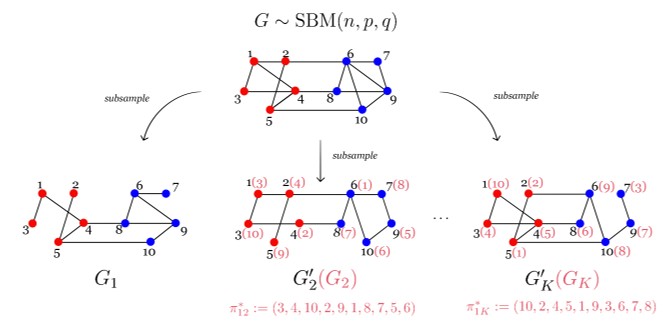 G ∼ SBM(n, p, q)
1 2 6 7
3 4 8 9
5 10
subsample
subsample
subsample
1 2 6 7
3 4 8 9
5 10
1(3) 2(4) 6(1) 7(8)
3(10) 4(2) 8(7) 9(5)
5(9) 10(6)
...
1(10) 2(2) 6(9) 7(3)
3(4) 4(5) 8(6) 9(7)
5(1) 10(8)
G₁
G′₂(G₂)
G′_K(G_K)
π*₁₂ := (3, 4, 10, 2, 9, 1, 8, 7, 5, 6)
π*₁K := (10, 2, 4, 5, 1, 9, 3, 6, 7, 8)